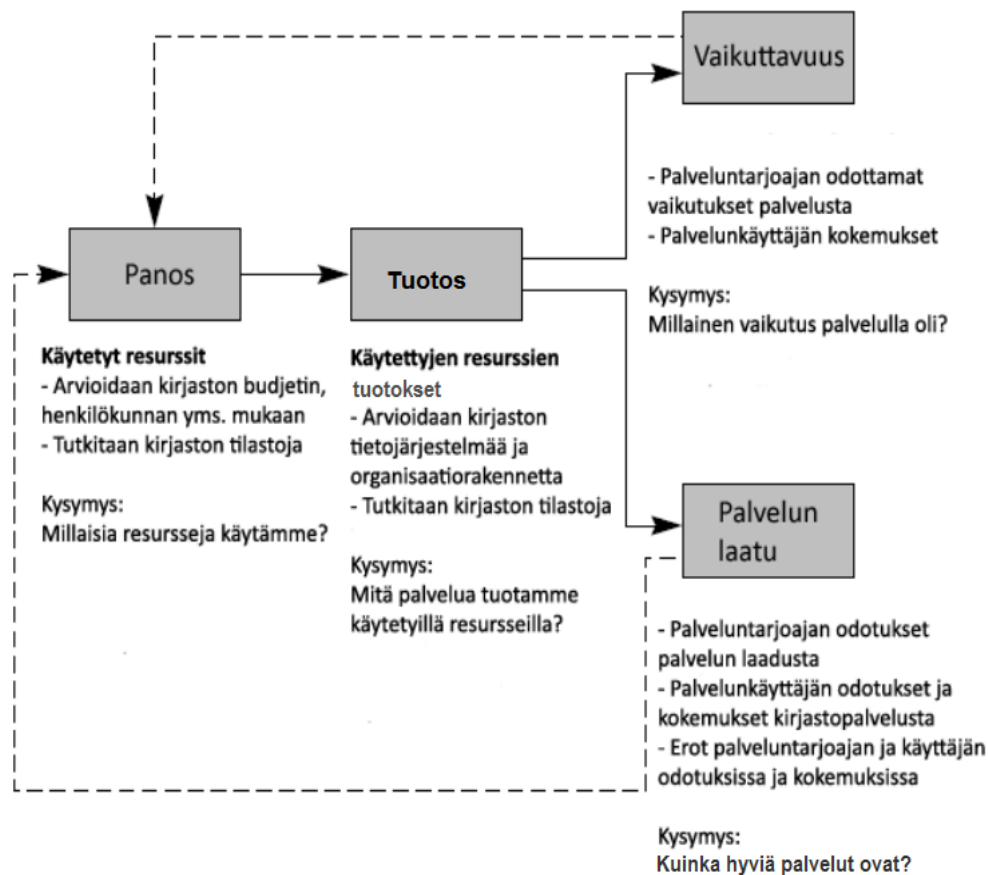 Vaikuttavuus
- Palveluntarjoajan odottamat
vaikutukset palvelusta
- Palvelunkäyttäjän kokemukset
Kysymys:
Millainen vaikutus palvelulla oli?
Panos
Käytetyt resurssit
- Arvioidaan kirjaston budjetin,
henkilökunnan yms. mukaan
- Tutkitaan kirjaston tilastoja
Kysymys:
Millaisia resursseja käytämme?
Tuotos
Käytettyjen resurssien
tuotokset
- Arvioidaan kirjaston
tietojärjestelmää ja
organisaatiorakennetta
- Tutkitaan kirjaston tilastoja
Kysymys:
Mitä palvelua tuotamme
käytetyillä resursseilla?
Palvelun
laatu
- Palveluntarjoajan odotukset
palvelun laadusta
- Palvelunkäyttäjän odotukset ja
kokemukset kirjastopalvelusta
- Erot palveluntarjoajan ja käyttäjän
odotuksissa ja kokemuksissa
Kysymys:
Kuinka hyviä palvelut ovat?